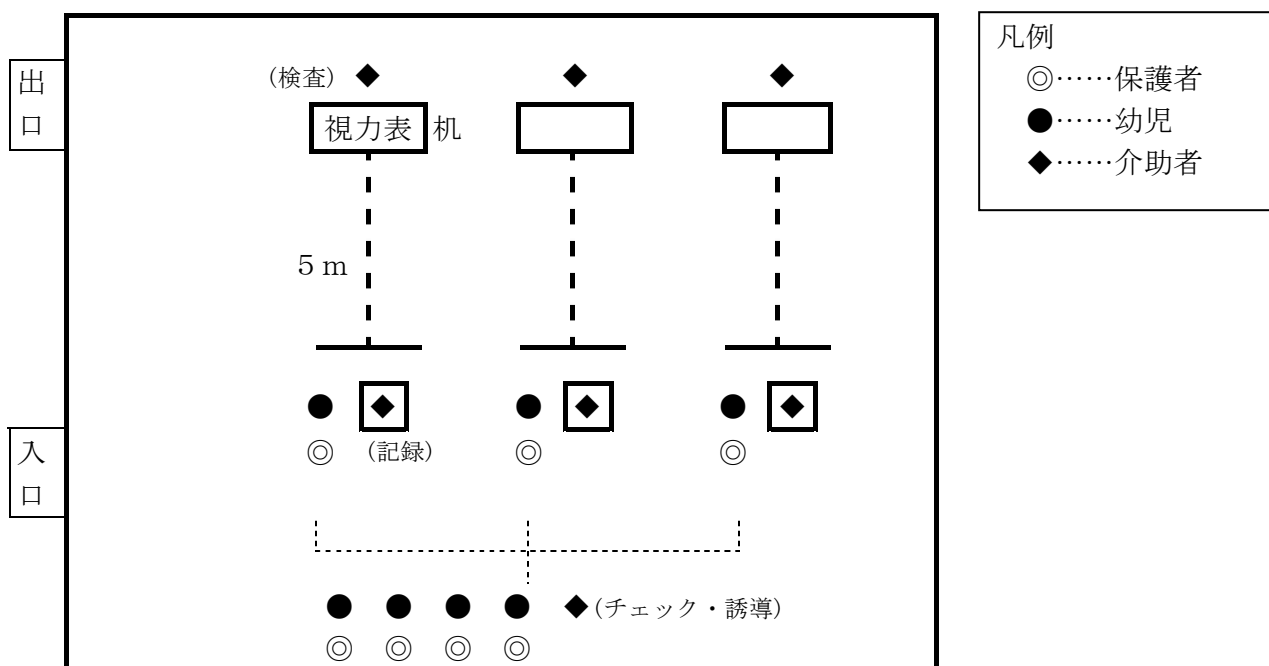 出口
(検査)
視力表
机
5m
入口
(記録)
(チェック・誘導)
凡例
◎……保護者
●……幼児
◆……介助者